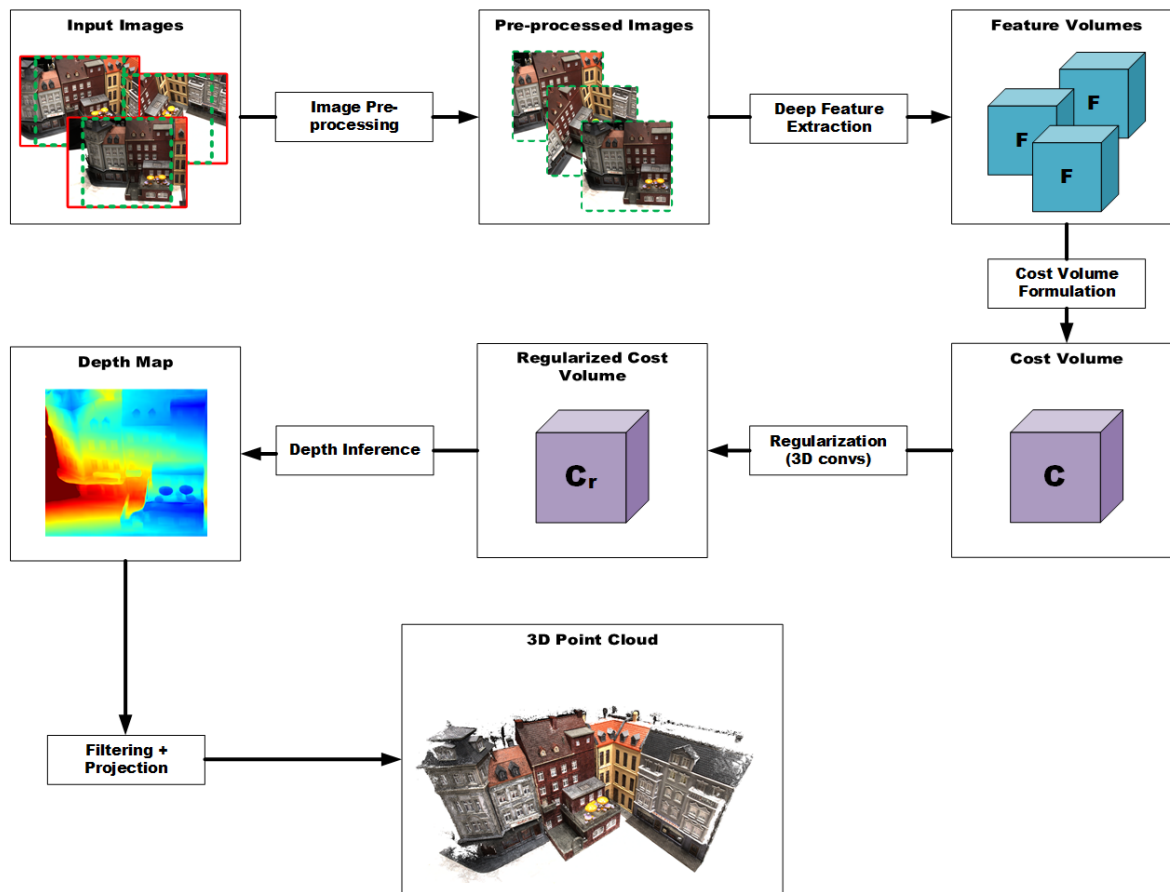 Input Images
Image Pre-
processing
Pre-processed Images
Deep Feature
Extraction
Feature Volumes
F
F
F
Cost Volume
Formulation
Cost Volume
C
Regularization
(3D convs)
Regularized Cost
Volume
Cr
Depth Inference
Depth Map
Filtering +
Projection
3D Point Cloud